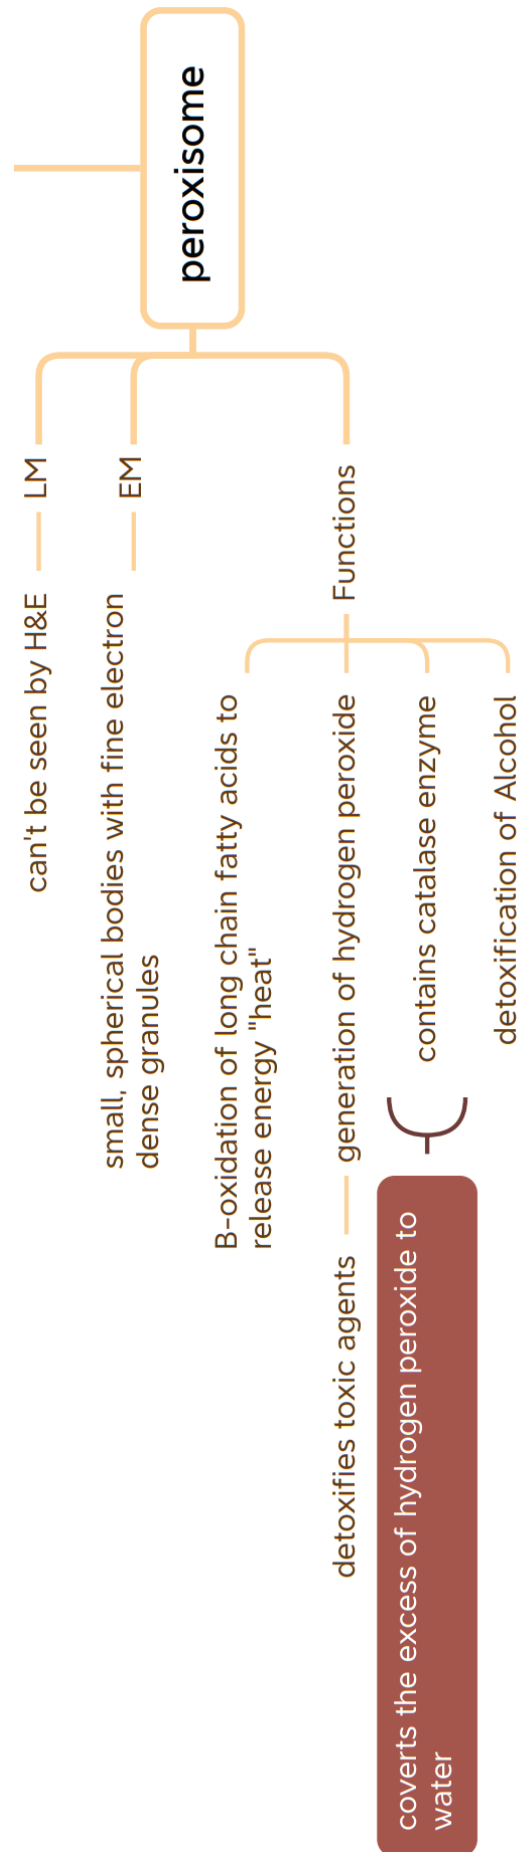 peroxisome
LM
can't be seen by H&E
EM
small, spherical bodies with fine electron
dense granules
Functions
B-oxidation of long chain fatty acids to
release energy "heat"
generation of hydrogen peroxide
detoxifies toxic agents
contains catalase enzyme
coverts the excess of hydrogen peroxide to
water
detoxification of Alcohol